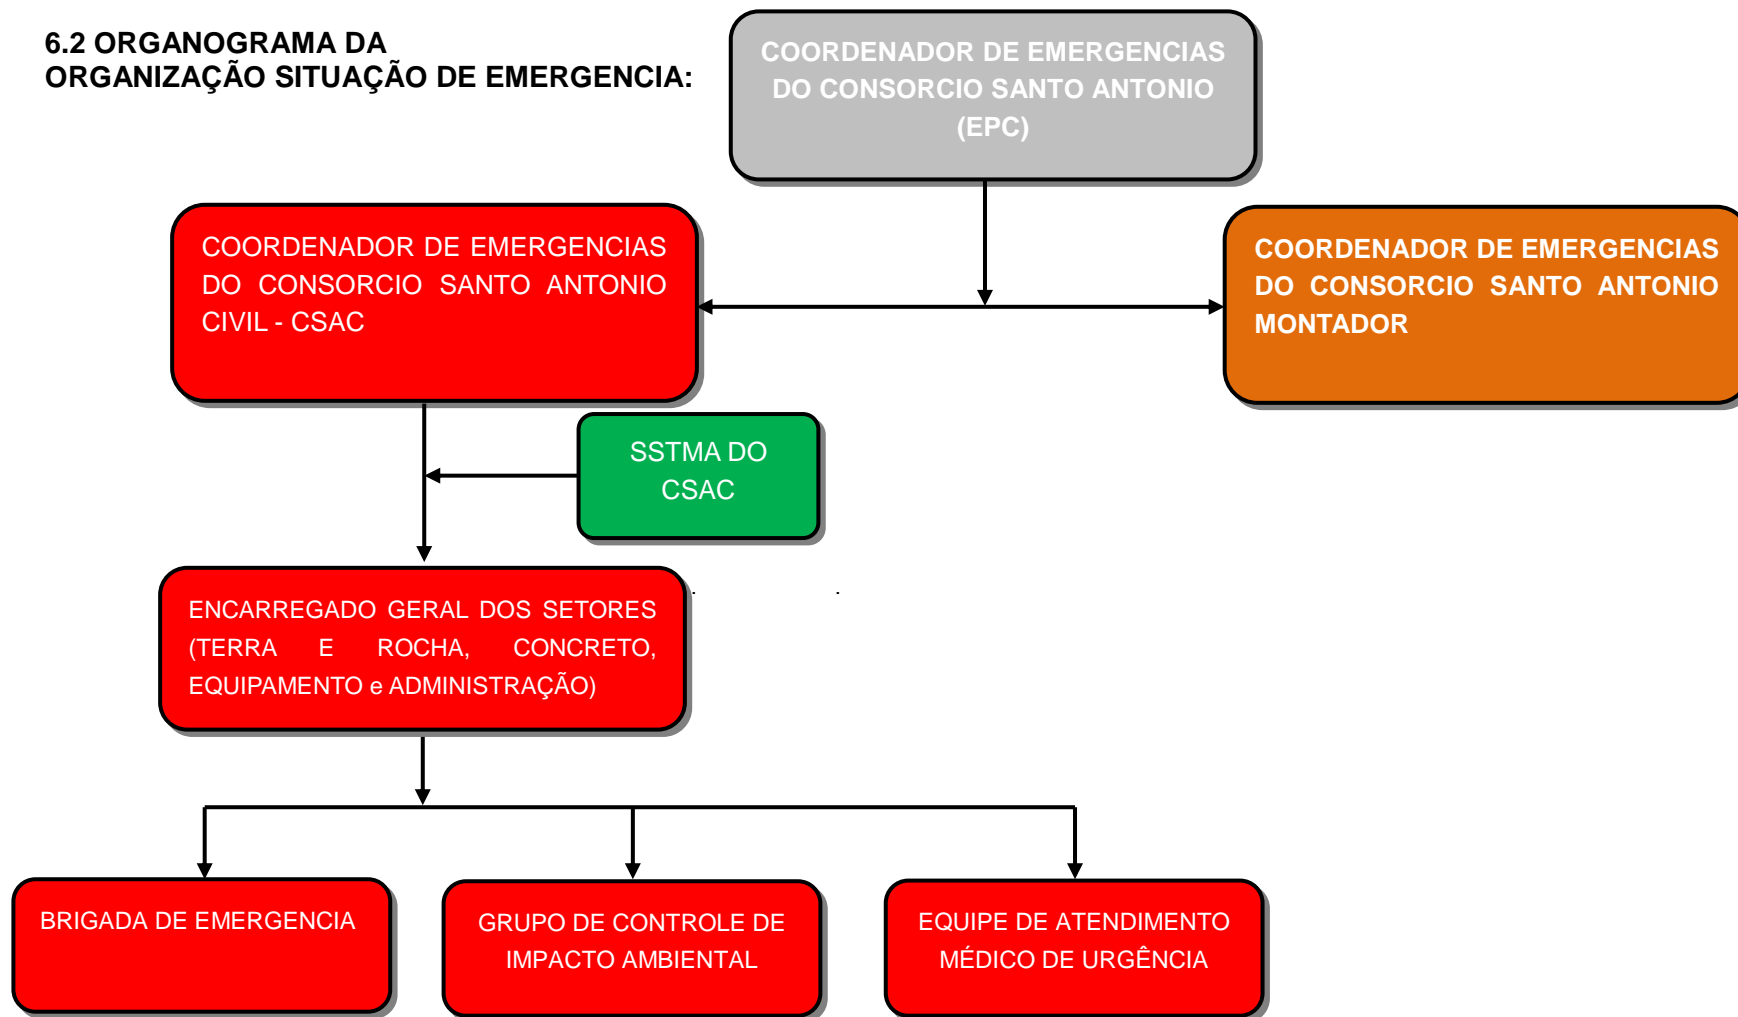 6.2 ORGANOGRAMA DA
ORGANIZAÇÃO SITUAÇÃO DE EMERGENCIA:
COORDENADOR DE EMERGENCIAS
DO CONSORCIO SANTO ANTONIO
(EPC)
COORDENADOR DE EMERGENCIAS
DO CONSORCIO SANTO ANTONIO
CIVIL - CSAC
COORDENADOR DE EMERGENCIAS
DO CONSORCIO SANTO ANTONIO
MONTADOR
SSTMA DO
CSAC
ENCARREGADO GERAL DOS SETORES
(TERRA E ROCHA, CONCRETO,
EQUIPAMENTO e ADMINISTRAÇÃO)
BRIGADA DE EMERGENCIA
GRUPO DE CONTROLE DE
IMPACTO AMBIENTAL
EQUIPE DE ATENDIMENTO
MÉDICO DE URGÊNCIA